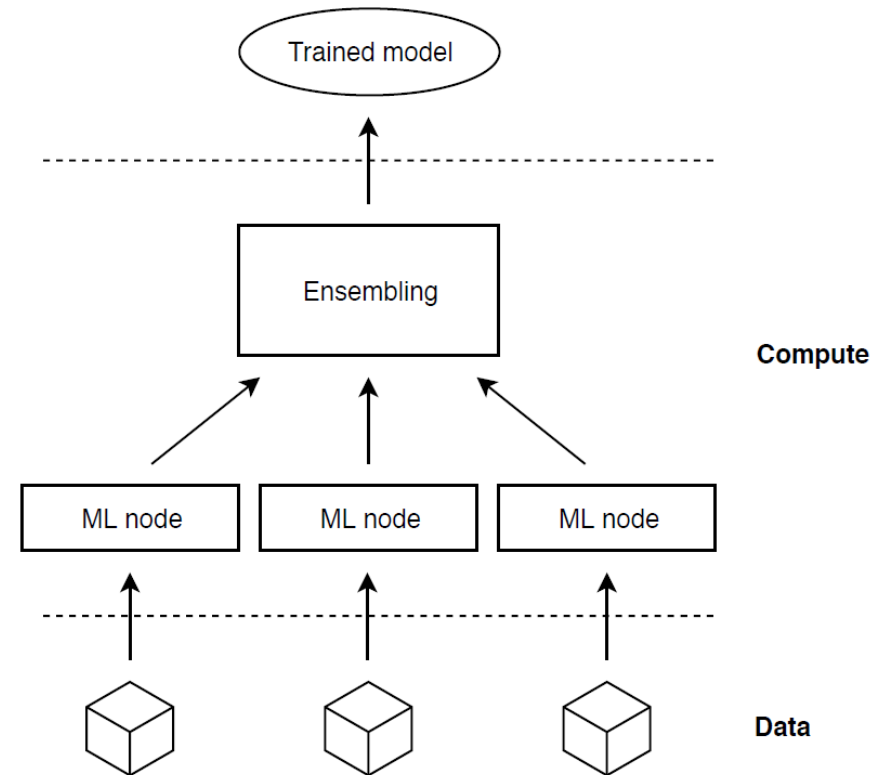 Trained model
Ensembling
Compute
ML node
ML node
ML node
Data